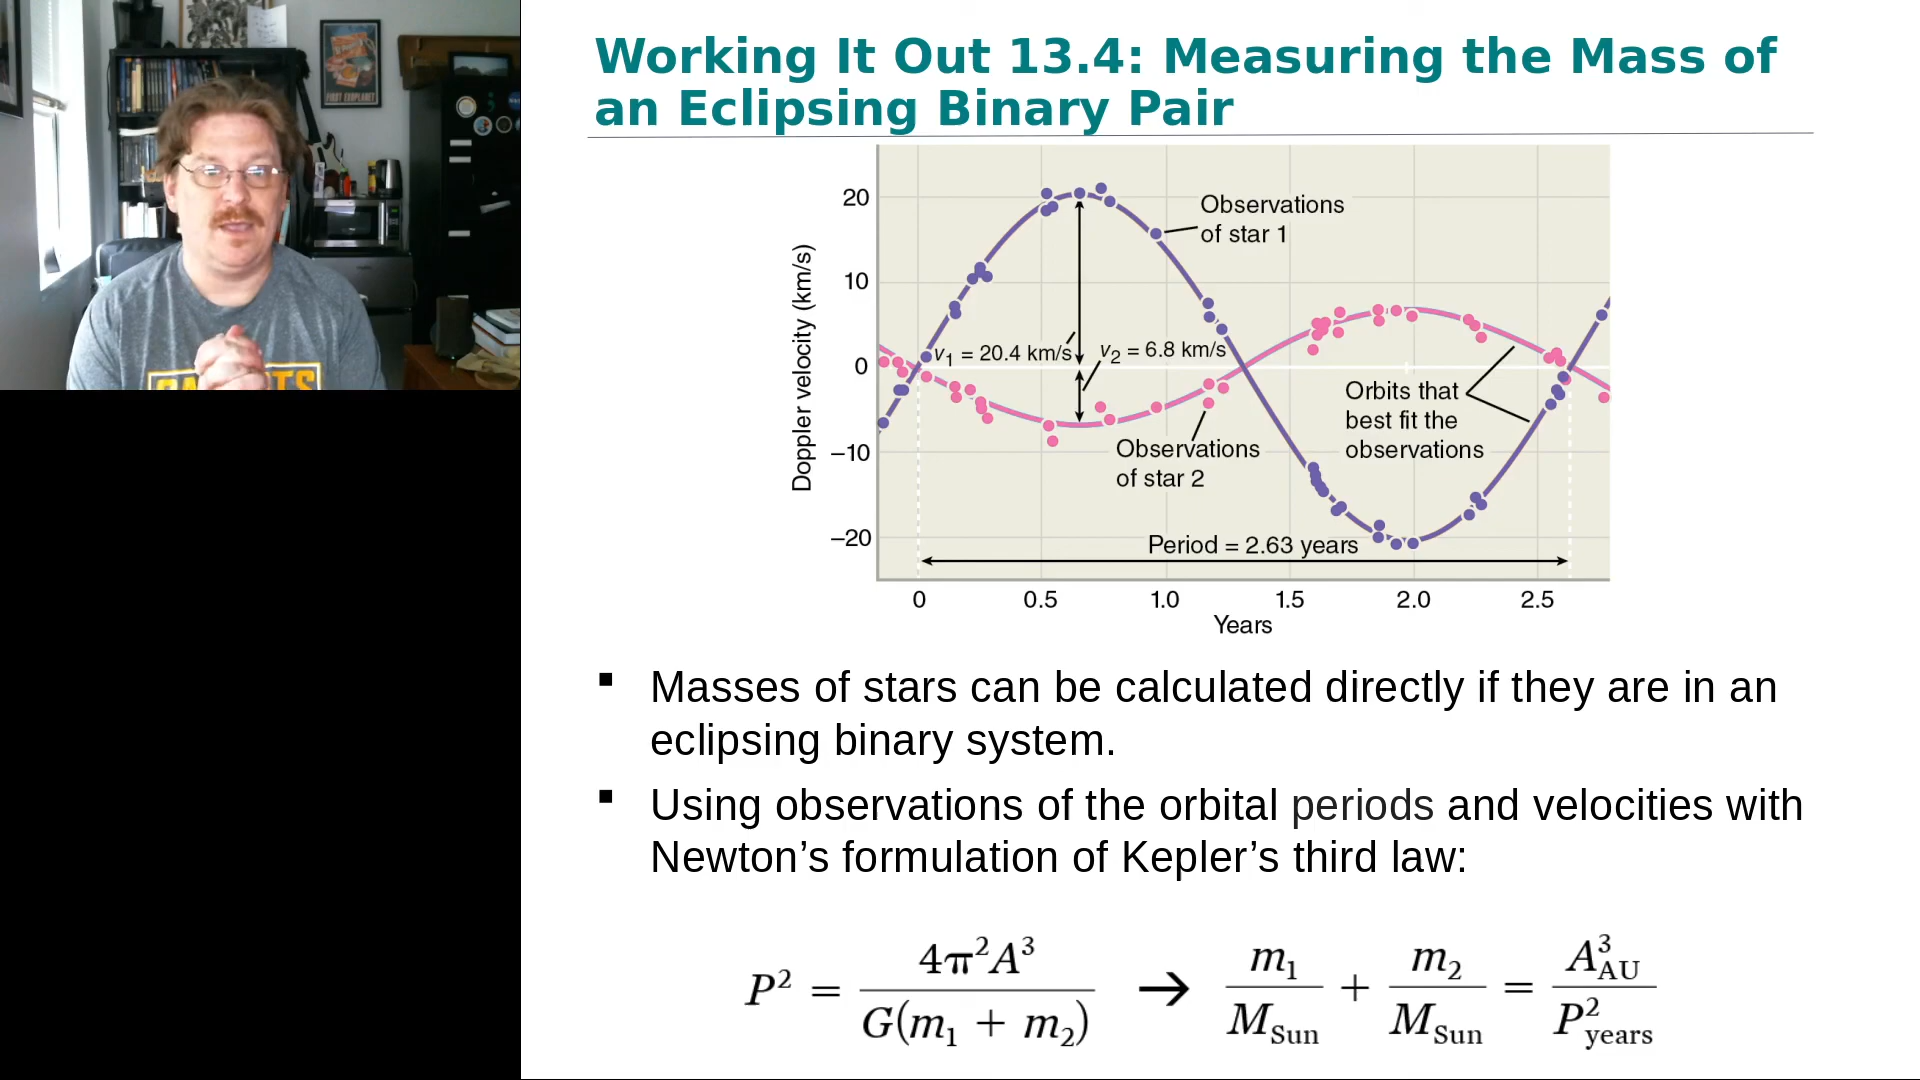 Working It Out 13.4: Measuring the Mass of
an Eclipsing Binary Pair
20
10
0
–10
–20
Doppler velocity (km/s)
Observations
of star 1
v1 = 20.4 km/s
v2 = 6.8 km/s
Orbits that
best fit the
observations
Observations
of star 2
Period = 2.63 years
0 0.5 1.0 1.5 2.0 2.5
Years
▪ Masses of stars can be calculated directly if they are in an
eclipsing binary system.
▪ Using observations of the orbital periods and velocities with
Newton’s formulation of Kepler’s third law:
P² = 4π²A³ / G(m₁ + m₂) → m₁/M_Sun + m₂/M_Sun = A³_AU / P²_years